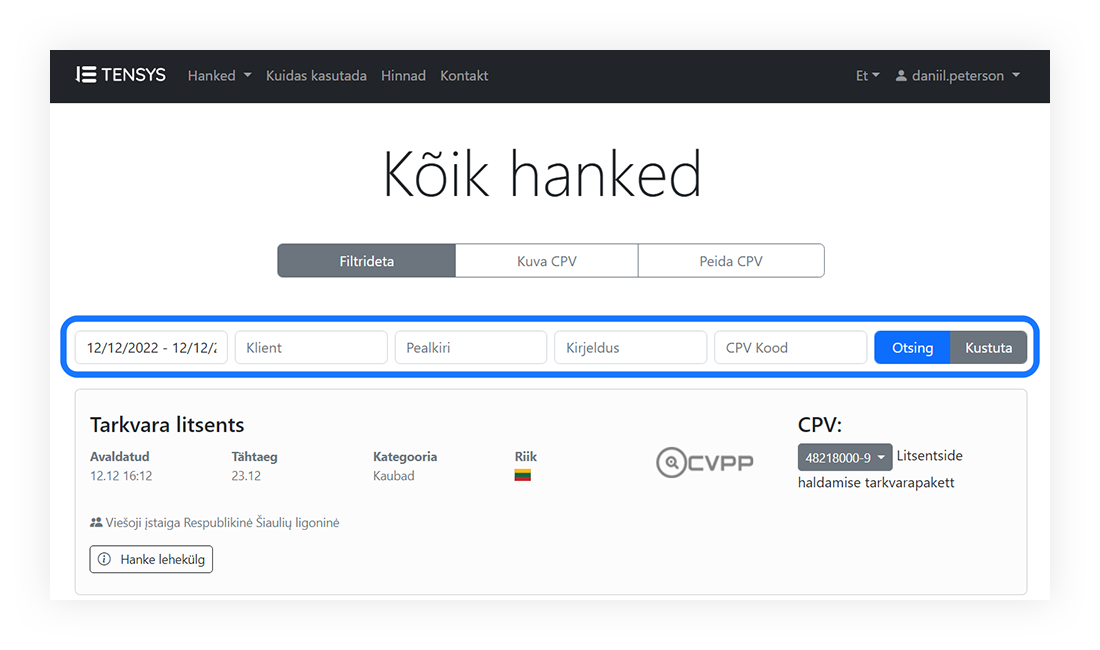 TENSYS Hanked Kuidas kasutada Hinnad Kontakt Et daniil.peterson
Kõik hanked
Filtrideta Kuva CPV Peida CPV
12/12/2022 - 12/12/2 Klient Pealkiri Kirjeldus CPV Kood Otsing Kustuta
Tarkvara litsents
Avaldatud Tähtaeg Kategooria Riik
12.12 16:12 23.12 Kaubad
CVPP
CPV:
48218000-9 Litsentside
haldamise tarkvarapakett
Viešoji įstaiga Respublikinė Šiaulių ligoninė
Hanke lehekülg